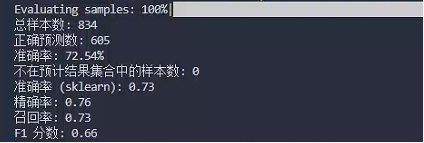 Evaluating samples: 100%|
总样本数: 834
正确预测数: 605
准确率: 72.54%
不在预计结果集合中的样本数: 0
准确率 (sklearn): 0.73
精确率: 0.76
召回率: 0.73
F1 分数: 0.66